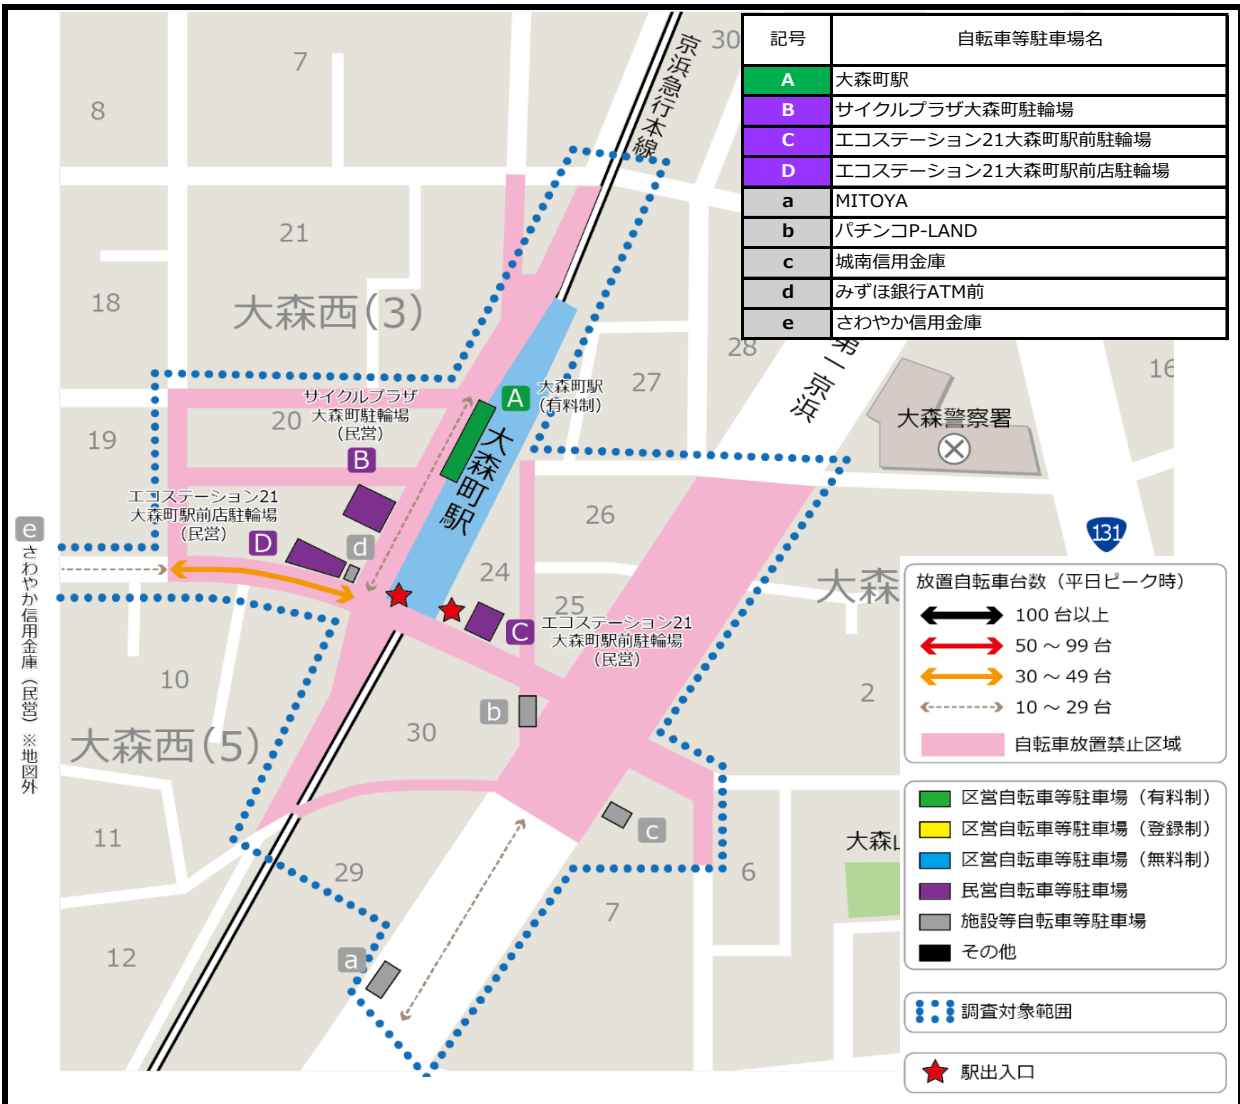 記号 自転車等駐車場名
A 大森町駅
B サイクルプラザ大森町駐輪場
C エコステーション21大森町駅前駐輪場
D エコステーション21大森町駅前店駐輪場
a MITOYA
b パチンコP-LAND
c 城南信用金庫
d みずほ銀行ATM前
e さわやか信用金庫
京浜急行本線
30
7
8
21
18
大森西(3)
28
16
第一京浜
27
大森町駅
(有料制)
A
サイクルプラザ
大森町駐輪場
(民営)
20
19
B
大森町駅
大森警察署
エコステーション21
大森町駅前店駐輪場
(民営)
D
d
26
131
e
さわやか信用金庫(民営)※地図外
24
25
大森
エコステーション21
大森町駅前駐輪場
(民営)
C
10
2
b
30
大森西(5)
11
c
大森山
29
6
7
12
a
放置自転車台数(平日ピーク時)
100 台以上
50 ~ 99 台
30 ~ 49 台
10 ~ 29 台
自転車放置禁止区域
区営自転車等駐車場(有料制)
区営自転車等駐車場(登録制)
区営自転車等駐車場(無料制)
民営自転車等駐車場
施設等自転車等駐車場
その他
調査対象範囲
駅出入口